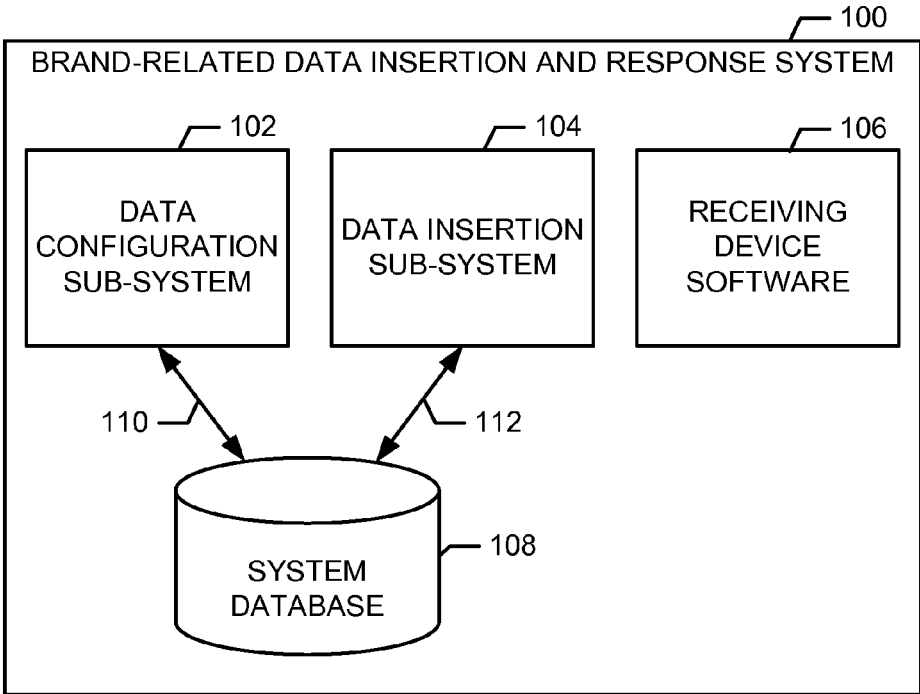 100
BRAND-RELATED DATA INSERTION AND RESPONSE SYSTEM
102
104
106
DATA
CONFIGURATION
SUB-SYSTEM
DATA INSERTION
SUB-SYSTEM
RECEIVING
DEVICE
SOFTWARE
110
112
108
SYSTEM
DATABASE